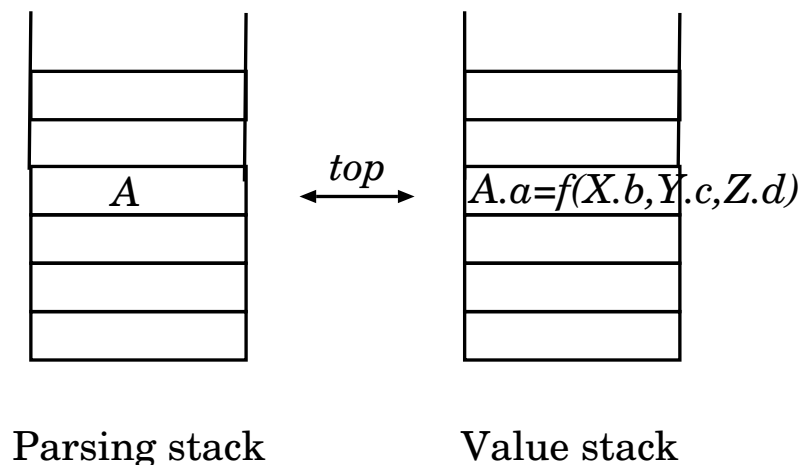 A
top
A.a=f(X.b,Y.c,Z.d)
Parsing stack
Value stack